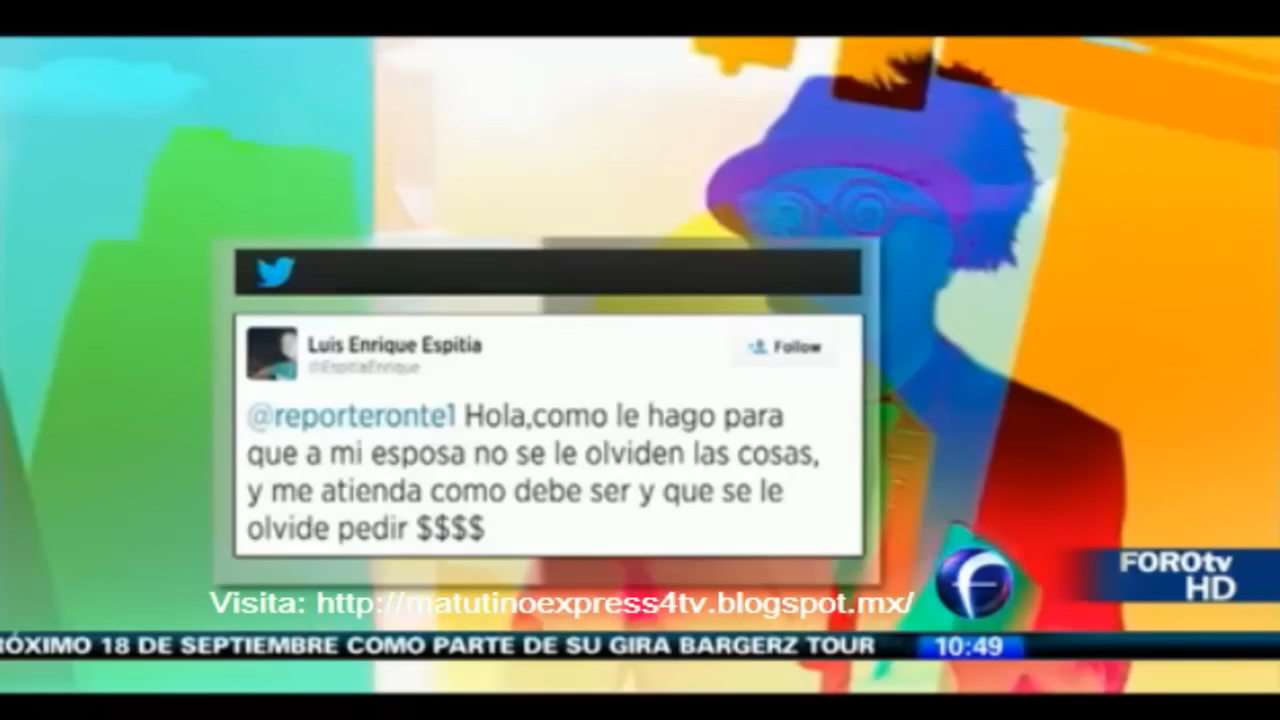 Luis Enrique Espitia
Follow
@EspitiaEnrique
@reporteronte1 Hola,como le hago para
que a mi esposa no se le olviden las cosas,
y me atienda como debe ser y que se le
olvide pedir $$$$
FOROtv
HD
Visita: http://matutinoexpress4tv.blogspot.mx/
RÓXIMO 18 DE SEPTIEMBRE COMO PARTE DE SU GIRA BARGERZ TOUR
10:49